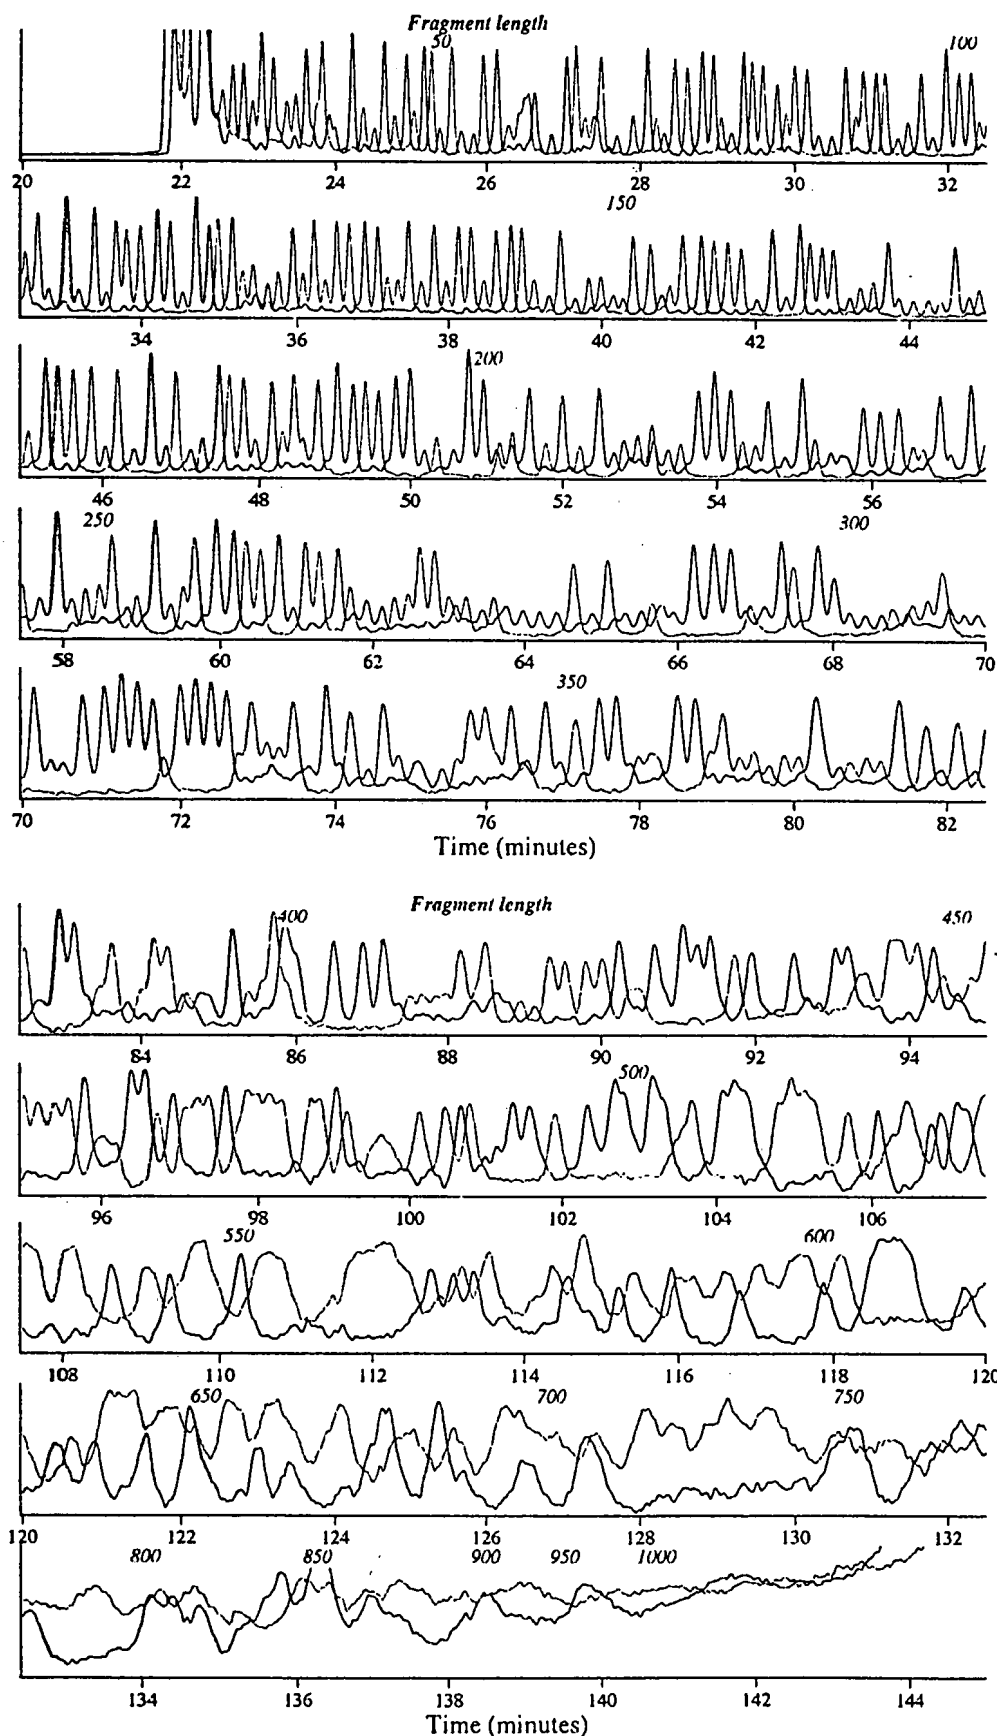 Fragment length
50 100
20 22 24 26 28 30 32
150
34 36 38 40 42 44
200
46 48 50 52 54 56
250 300
58 60 62 64 66 68 70
350
70 72 74 76 78 80 82
Time (minutes)
Fragment length
400 450
84 86 88 90 92 94
500
96 98 100 102 104 106
550 600
108 110 112 114 116 118 120
650 700 750
120 122 124 126 128 130 132
800 850 900 950 1000
134 136 138 140 142 144
Time (minutes)